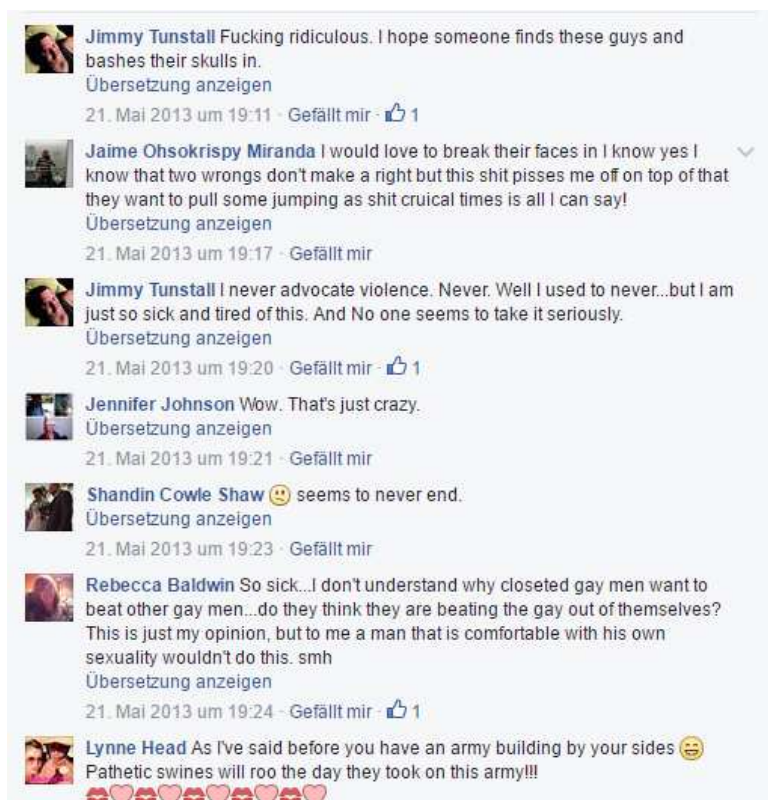 Jimmy Tunstall Fucking ridiculous. I hope someone finds these guys and
bashes their skulls in.
Übersetzung anzeigen
21. Mai 2013 um 19:11 · Gefällt mir · 1
Jaime Ohsokrispy Miranda I would love to break their faces in I know yes I
know that two wrongs don't make a right but this shit pisses me off on top of that
they want to pull some jumping as shit cruical times is all I can say!
Übersetzung anzeigen
21. Mai 2013 um 19:17 · Gefällt mir
Jimmy Tunstall I never advocate violence. Never. Well I used to never...but I am
just so sick and tired of this. And No one seems to take it seriously.
Übersetzung anzeigen
21. Mai 2013 um 19:20 · Gefällt mir · 1
Jennifer Johnson Wow. That's just crazy.
Übersetzung anzeigen
21. Mai 2013 um 19:21 · Gefällt mir
Shandin Cowle Shaw seems to never end.
Übersetzung anzeigen
21. Mai 2013 um 19:23 · Gefällt mir
Rebecca Baldwin So sick...I don't understand why closeted gay men want to
beat other gay men...do they think they are beating the gay out of themselves?
This is just my opinion, but to me a man that is comfortable with his own
sexuality wouldn't do this. smh
Übersetzung anzeigen
21. Mai 2013 um 19:24 · Gefällt mir · 1
Lynne Head As I've said before you have an army building by your sides
Pathetic swines will roo the day they took on this army!!!